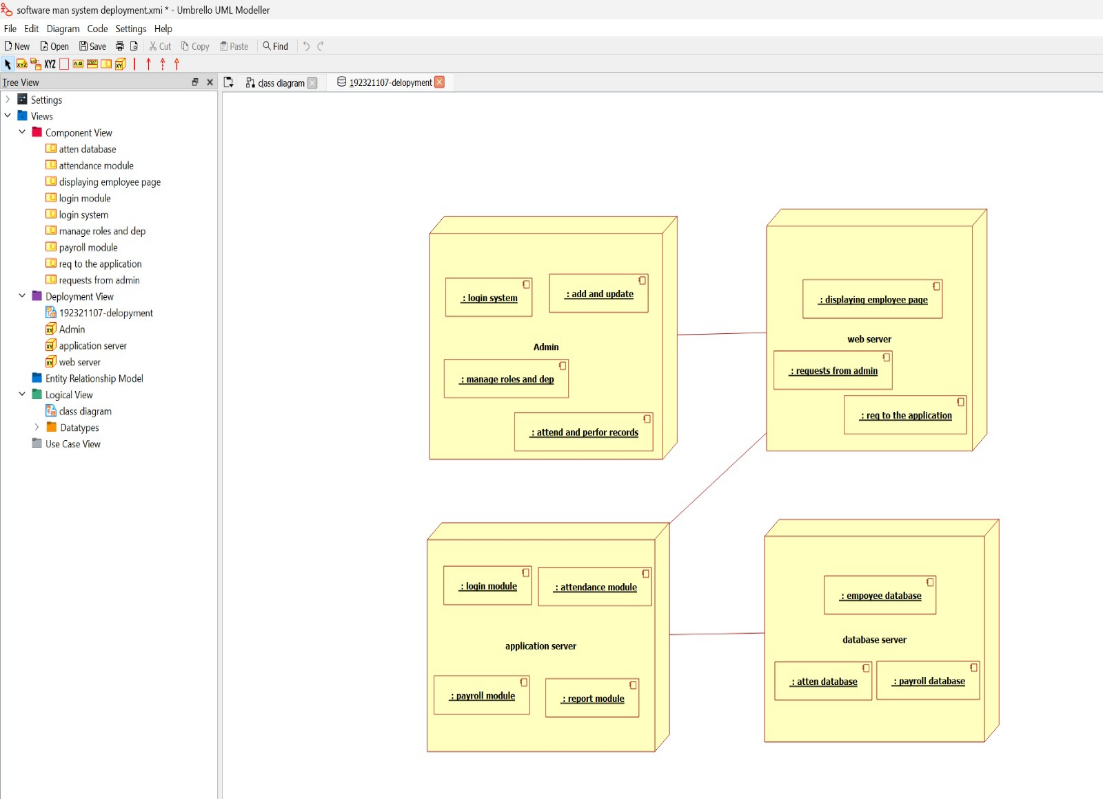 software man system deployment.xmi * - Umbrello UML Modeller
File Edit Diagram Code Settings Help
New Open Save Cut Copy Paste Find
XYZ
Tree View
class diagram
192321107-delopyment
Settings
Views
Component View
atten database
attendance module
displaying employee page
login module
login system
manage roles and dep
payroll module
req to the application
requests from admin
Deployment View
192321107-delopyment
Admin
application server
web server
Entity Relationship Model
Logical View
class diagram
Datatypes
Use Case View
: login system
: add and update
Admin
: manage roles and dep
: attend and perfor records
: displaying employee page
web server
: requests from admin
: req to the application
: login module
: attendance module
application server
: payroll module
: report module
: empoyee database
database server
: atten database
: payroll database